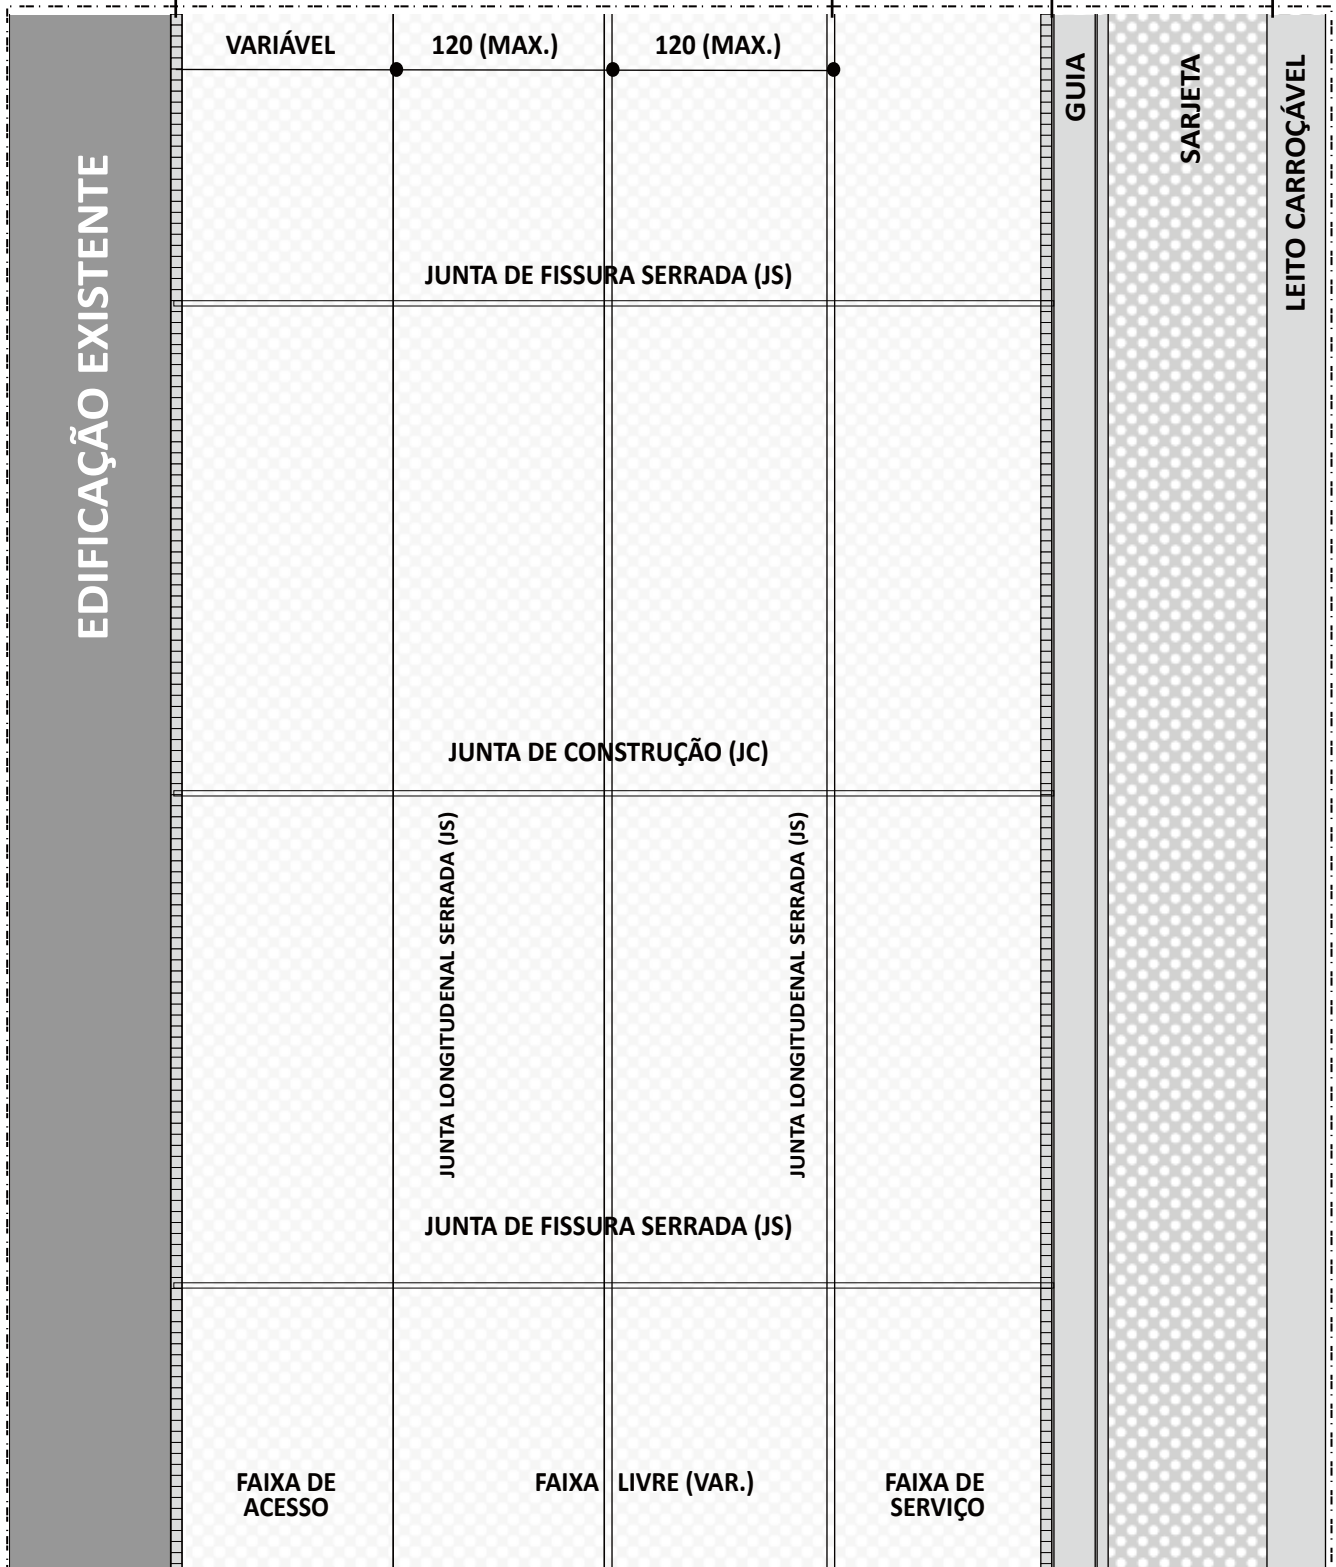 VARIÁVEL
120 (MAX.)
120 (MAX.)
GUIA
SARJETA
LEITO CARROÇÁVEL
EDIFICAÇÃO EXISTENTE
JUNTA DE FISSURA SERRADA (JS)
JUNTA DE CONSTRUÇÃO (JC)
JUNTA LONGITUDENAL SERRADA (JS)
JUNTA LONGITUDENAL SERRADA (JS)
JUNTA DE FISSURA SERRADA (JS)
FAIXA DE
ACESSO
FAIXA LIVRE (VAR.)
FAIXA DE
SERVIÇO